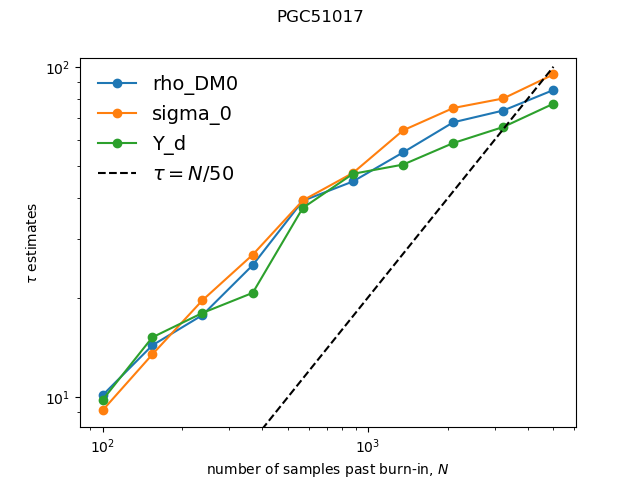 PGC51017
rho_DM0
sigma_0
Y_d
τ = N/50
τ estimates
10²
10¹
10² 10³
number of samples past burn-in, N